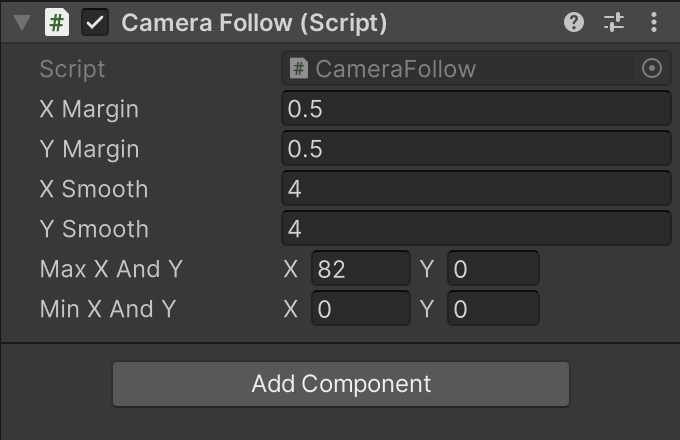 Camera Follow (Script)
Script # CameraFollow
X Margin 0.5
Y Margin 0.5
X Smooth 4
Y Smooth 4
Max X And Y X 82 Y 0
Min X And Y X 0 Y 0
Add Component